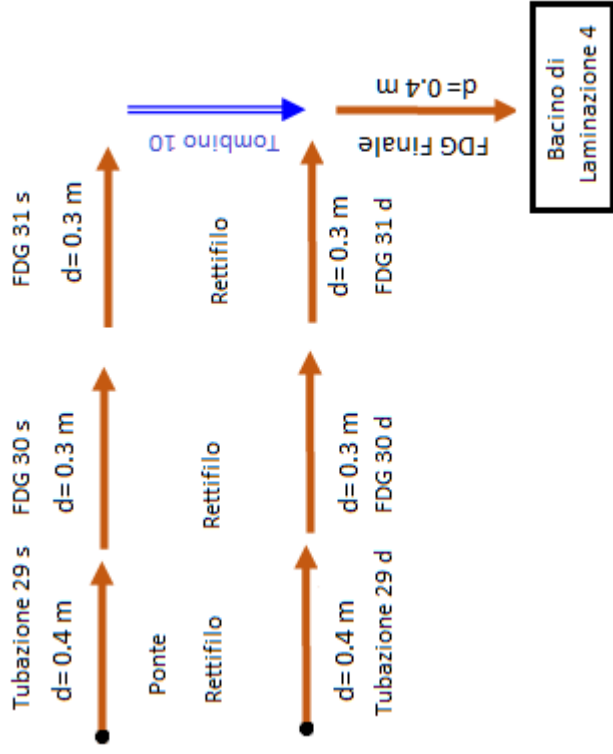 Tubazione 29 s
d= 0.4 m
FDG 30 s
d= 0.3 m
FDG 31 s
d= 0.3 m
Ponte
Rettifilo
Rettifilo
Rettifilo
Tombino 10
d= 0.4 m
Tubazione 29 d
d= 0.3 m
FDG 30 d
d= 0.3 m
FDG 31 d
FDG Finale
d= 0.4 m
Bacino di
Laminazione 4